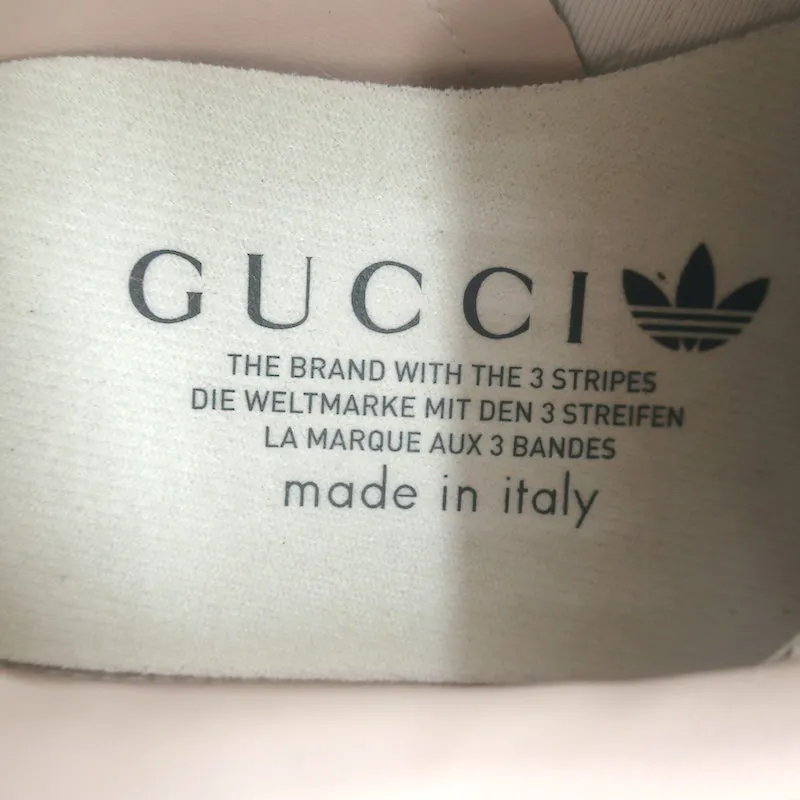 GUCCI
THE BRAND WITH THE 3 STRIPES
DIE WELTMARKE MIT DEN 3 STREIFEN
LA MARQUE AUX 3 BANDES
made in italy